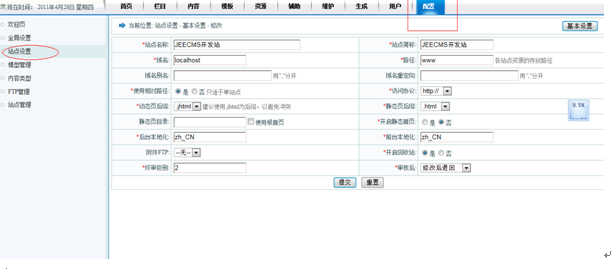 现在时间: 2011年4月28日 星期四
首页 栏目 内容 模板 资源 辅助 维护 生成 用户 配置
欢迎页
全局设置
站点设置
模型管理
内容类型
FTP管理
站点管理
当前位置: 站点设置 - 基本设置 - 修改 基本设置
*站点名称: JEECMS开发站 *站点简称: JEECMS开发站
*域名: localhost *路径: www 各站点资源的存放路径
域名别名: 用","分开 域名重定向: 用","分开
*使用相对路径: 是 否 只适于单站点 *访问协议: http://
*动态页后缀: .jhtml 建议使用.jhtml为后缀，以避免冲突 *静态页后缀: .html
静态页目录: 使用根首页 *开启静态首页: 是 否
*后台本地化: zh_CN *前台本地化: zh_CN
附件FTP: --无-- *开启回收站: 是 否
*终审级别: 2 *审核后: 修改后退回
提交 重置
9.5%